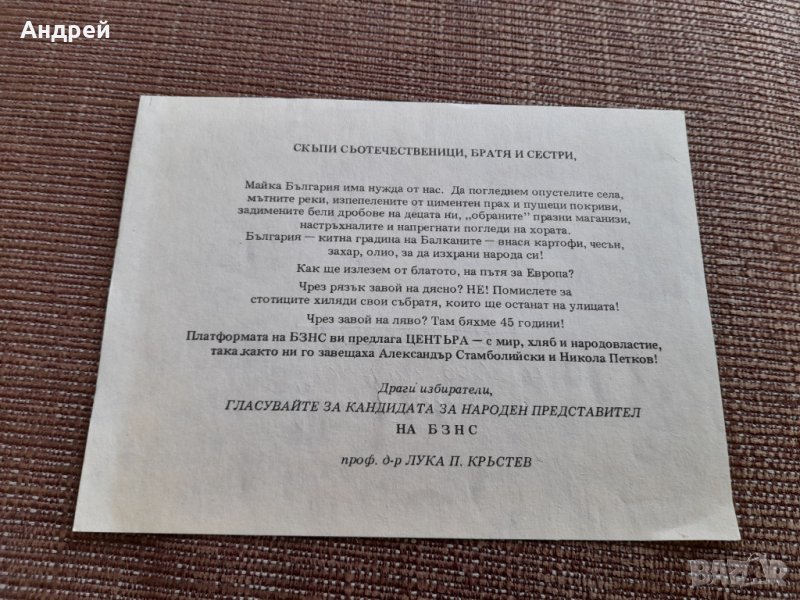 Андрей
СКЪПИ СЪОТЕЧЕСТВЕНИЦИ, БРАТЯ И СЕСТРИ,
Майка България има нужда от нас. Да погледнем опустелите села,
мътните реки, изпепелените от циментен прах и пушеци покриви,
задимените бели дробове на децата ни, „обраните” празни магазизи,
настръхналите и напрегнати погледи на хората.
България — китна градина на Балканите — внася картофи, чесън,
захар, олио, за да изхрани народа си!
Как ще излезем от блатото, на пътя за Европа?
Чрез рязък завой на дясно? НЕ! Помислете за
стотиците хиляди свои събратя, които ще останат на улицата!
Чрез завой на ляво? Там бяхме 45 години!
Платформата на БЗНС ви предлага ЦЕНТЪРА — с мир, хляб и народовластие,
така както ни го завещаха Александър Стамболийски и Никола Петков!
Драги избиратели,
ГЛАСУВАЙТЕ ЗА КАНДИДАТА ЗА НАРОДЕН ПРЕДСТАВИТЕЛ
НА БЗНС
проф. д-р ЛУКА П. КРЪСТЕВ
BAZAR